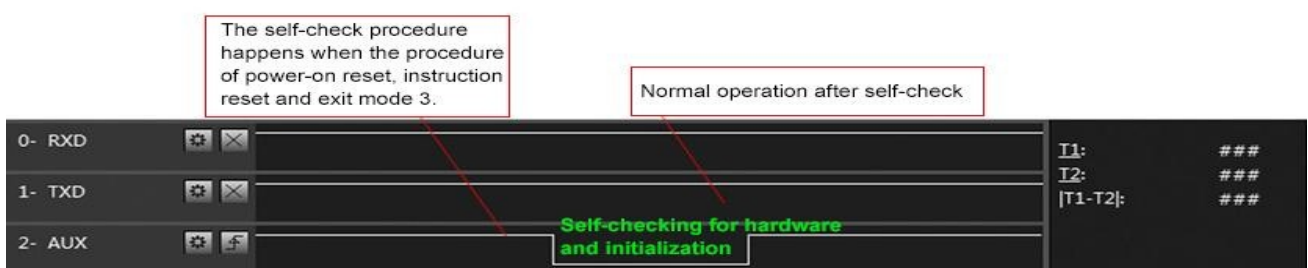 The self-check procedure
happens when the procedure
of power-on reset, instruction
reset and exit mode 3.
Normal operation after self-check
0- RXD
T1: ###
1- TXD
T2: ###
|T1-T2|: ###
2- AUX
Self-checking for hardware
and initialization